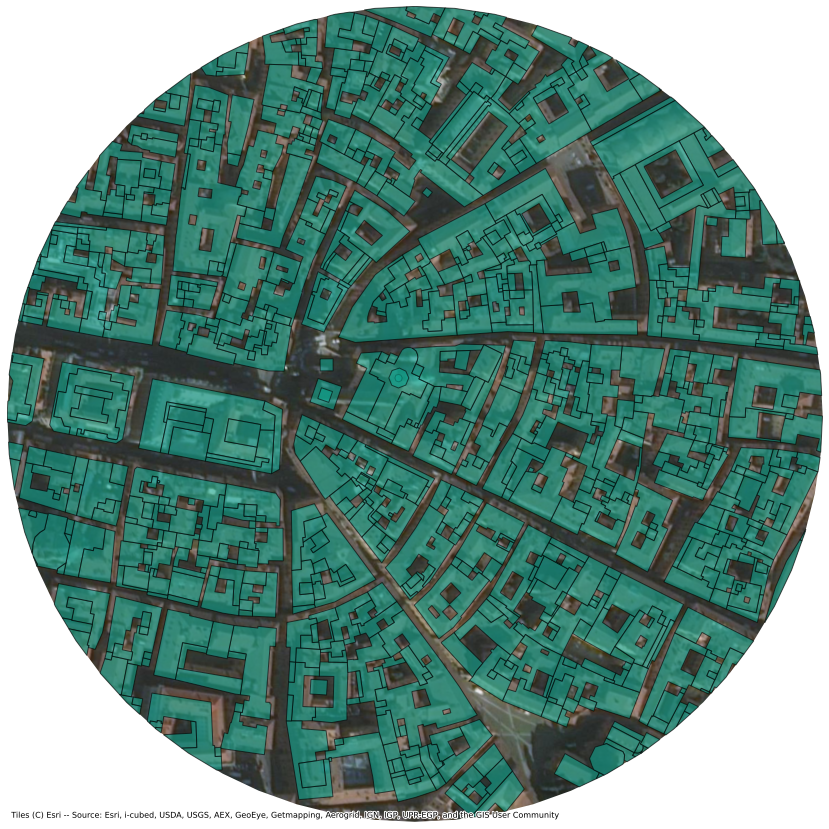 Tiles (C) Esri -- Source: Esri, i-cubed, USDA, USGS, AEX, GeoEye, Getmapping, Aerogrid, IGN, IGP, UPR-EGP, and the GIS User Community